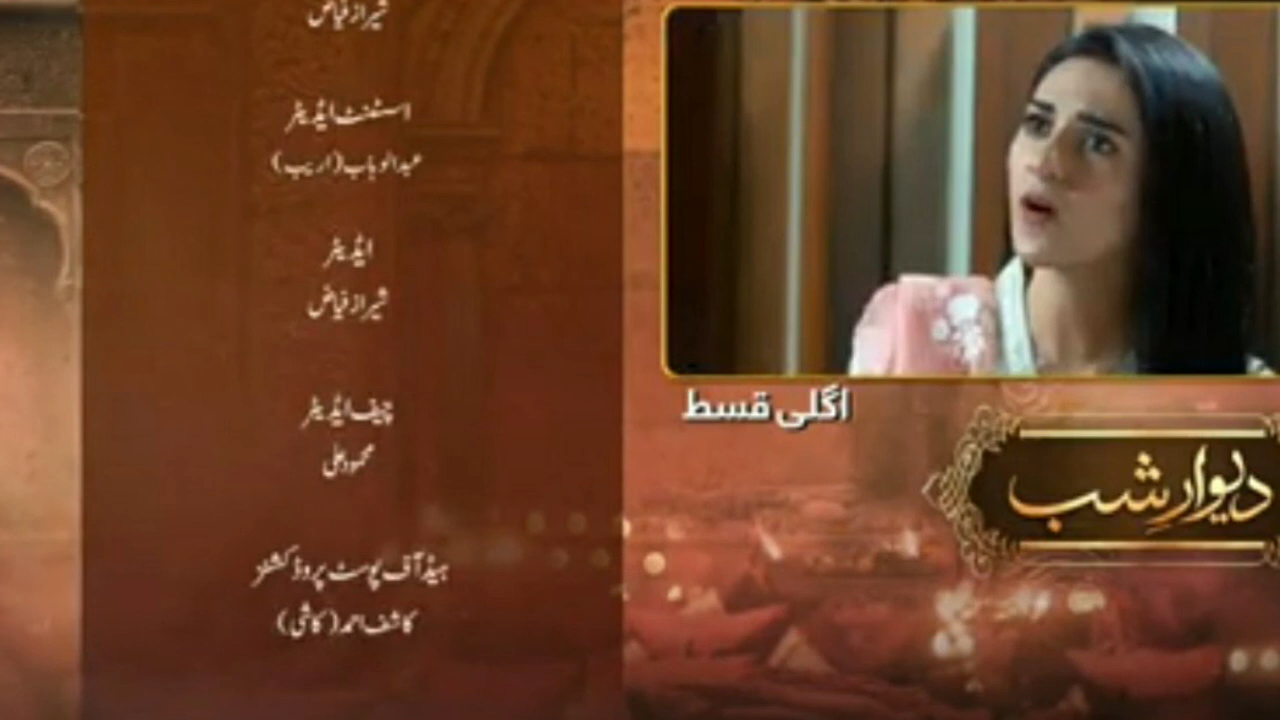 شیراز فیاض
اسسٹنٹ ایڈیٹر
عبدالوہاب (اریب)
ایڈیٹر
شیراز فیاض
چیف ایڈیٹر
محمود علی
ہیڈ آف پوسٹ پروڈکشنز
کاشف احمد (کاشی)
اگلی قسط
دیوارِ شب